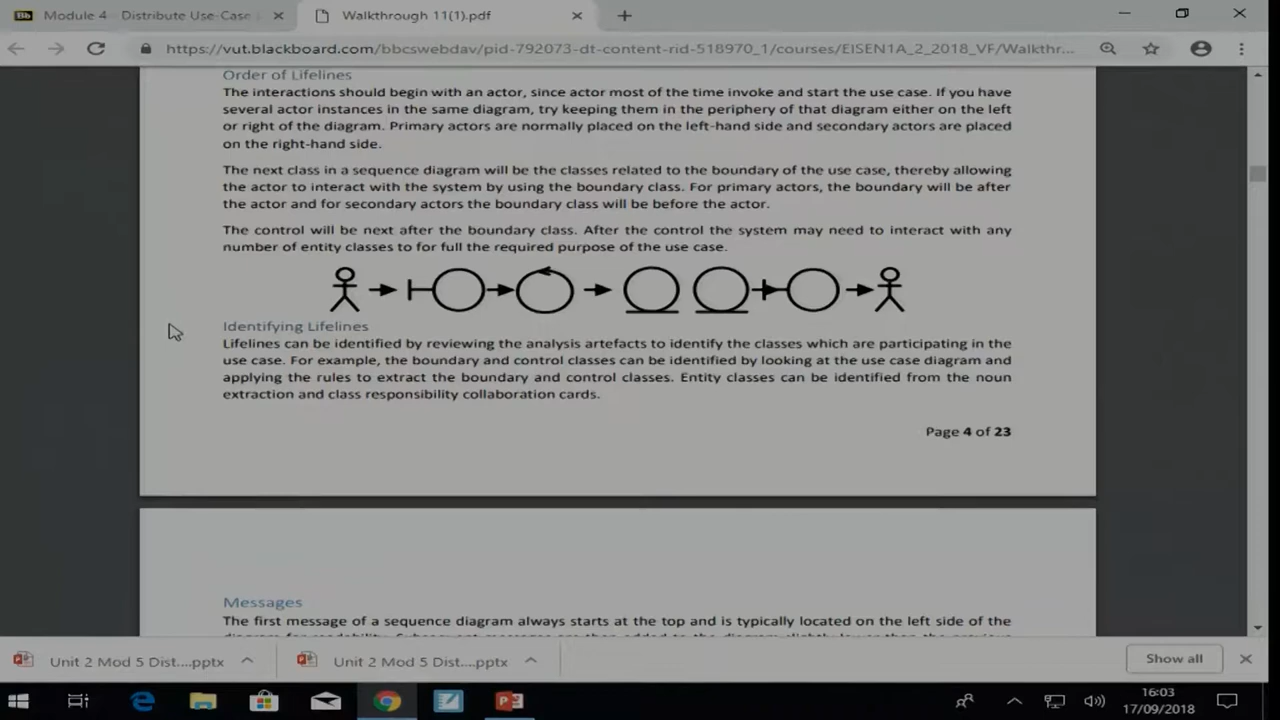 Module 4 - Distribute Use-Case
Walkthrough 11(1).pdf
https://vut.blackboard.com/bbcswebdav/pid-792073-dt-content-rid-518970_1/courses/EISEN1A_2_2018_VF/Walkthr...
Order of Lifelines
The interactions should begin with an actor, since actor most of the time invoke and start the use case. If you have
several actor instances in the same diagram, try keeping them in the periphery of that diagram either on the left
or right of the diagram. Primary actors are normally placed on the left-hand side and secondary actors are placed
on the right-hand side.
The next class in a sequence diagram will be the classes related to the boundary of the use case, thereby allowing
the actor to interact with the system by using the boundary class. For primary actors, the boundary will be after
the actor and for secondary actors the boundary class will be before the actor.
The control will be next after the boundary class. After the control the system may need to interact with any
number of entity classes to for full the required purpose of the use case.
Identifying Lifelines
Lifelines can be identified by reviewing the analysis artefacts to identify the classes which are participating in the
use case. For example, the boundary and control classes can be identified by looking at the use case diagram and
applying the rules to extract the boundary and control classes. Entity classes can be identified from the noun
extraction and class responsibility collaboration cards.
Page 4 of 23
Messages
The first message of a sequence diagram always starts at the top and is typically located on the left side of the
Unit 2 Mod 5 Dist....pptx
Unit 2 Mod 5 Dist....pptx
Show all
16:03
17/09/2018